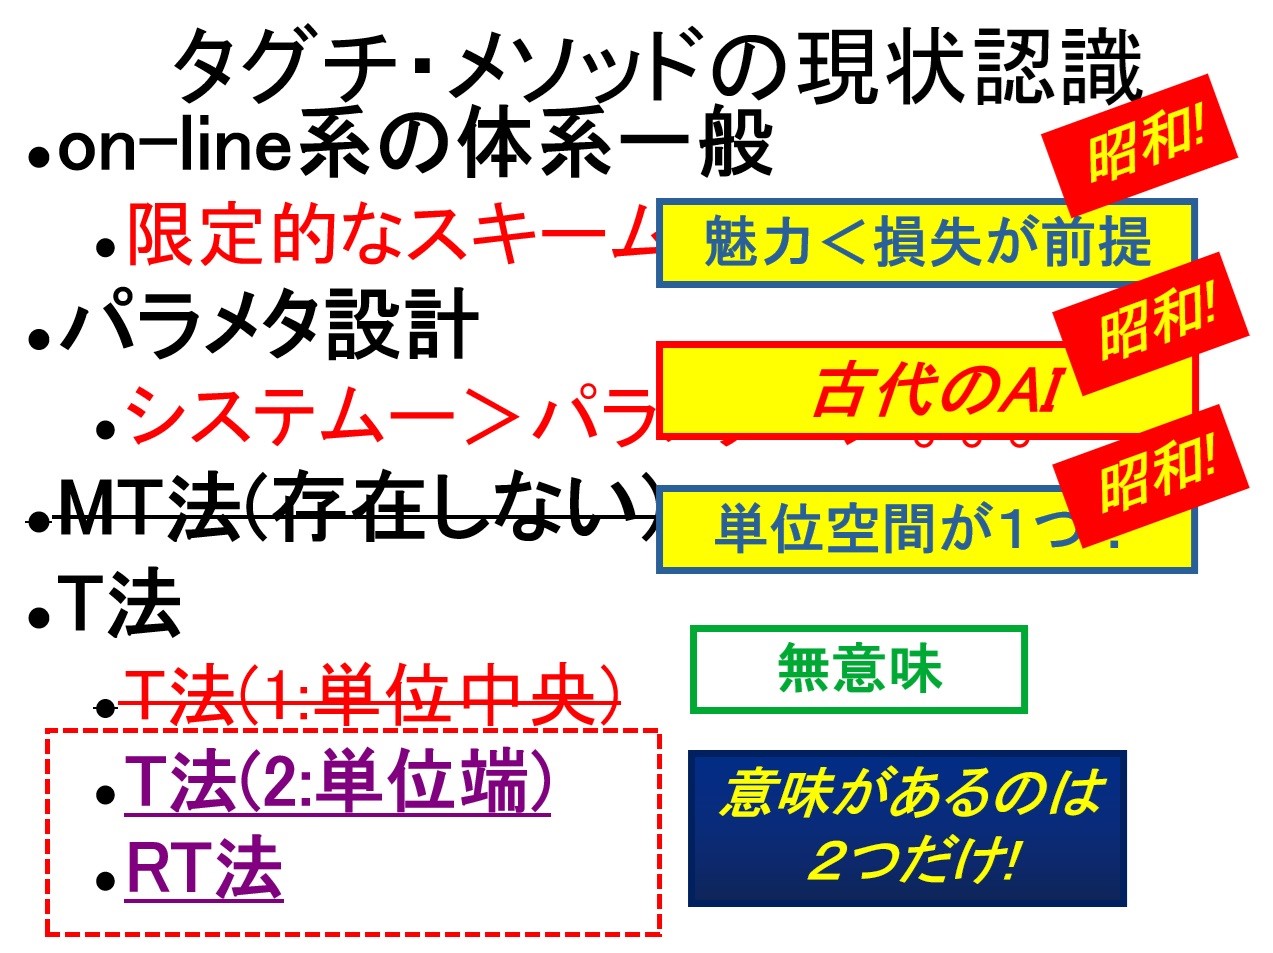 タグチ・メソッドの現状認識
on-line系の体系一般
昭和!
限定的なスキーム
魅力<損失が前提
パラメタ設計
昭和!
システムー>パラ
古代のAI
MT法(存在しない)
昭和!
単位空間が1つ!
T法
T法(1:単位中央)
無意味
T法(2:単位端)
RT法
意味があるのは
2つだけ!